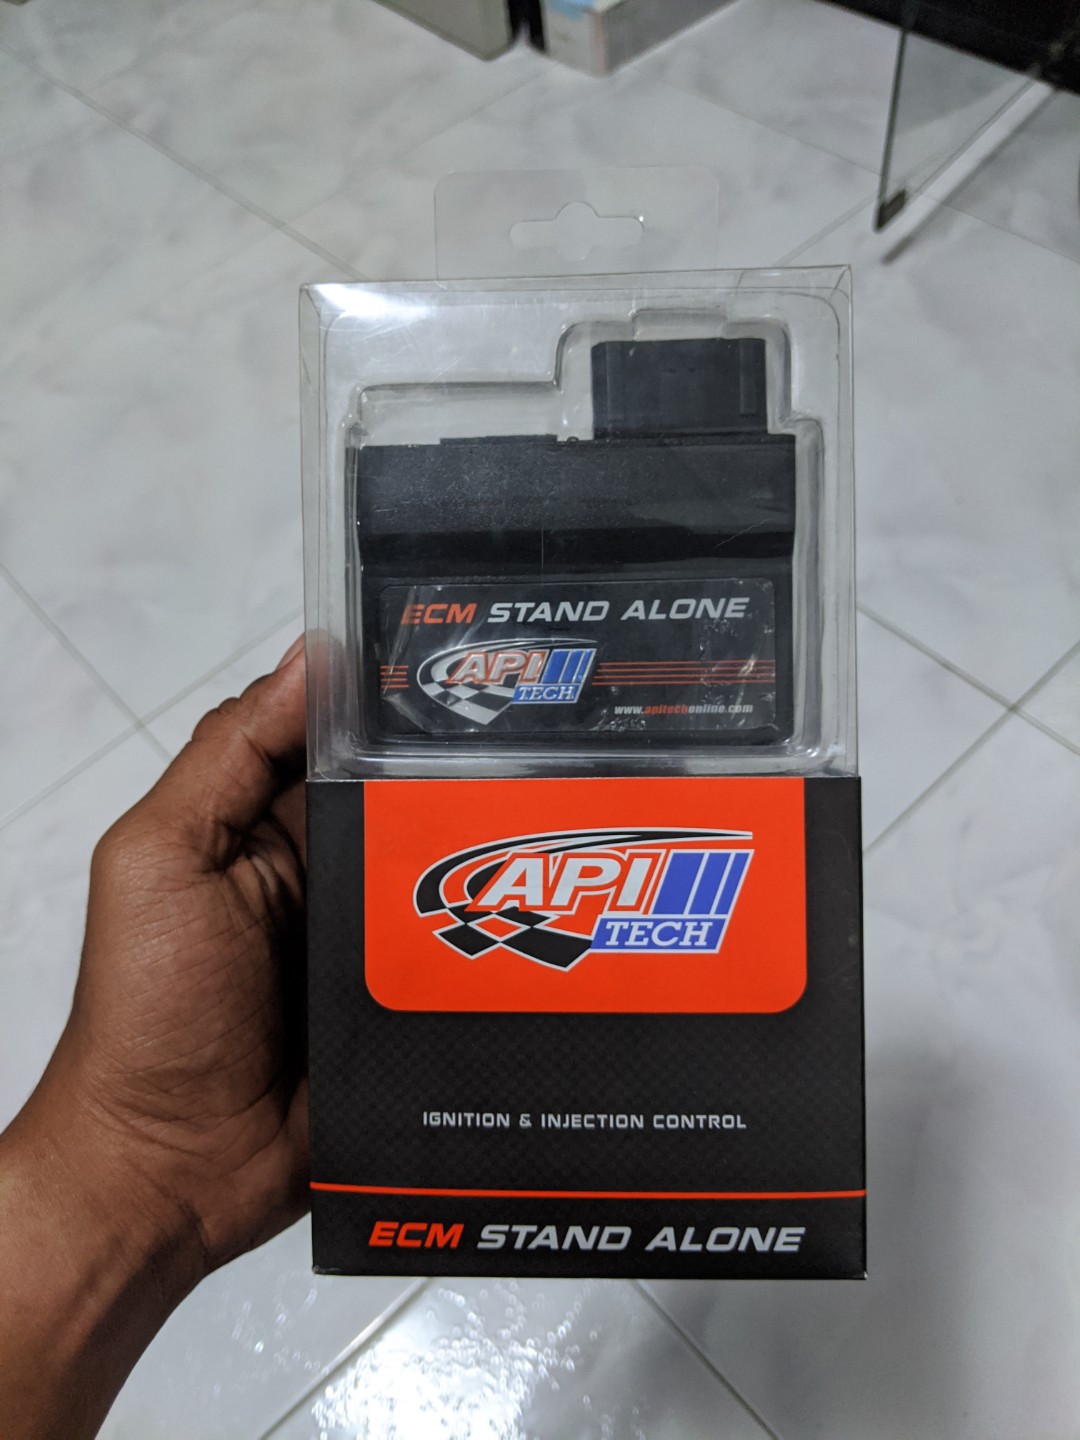 ECM STAND ALONE
API
TECH
www.apitechonline.com
API
TECH
IGNITION & INJECTION CONTROL
ECM STAND ALONE